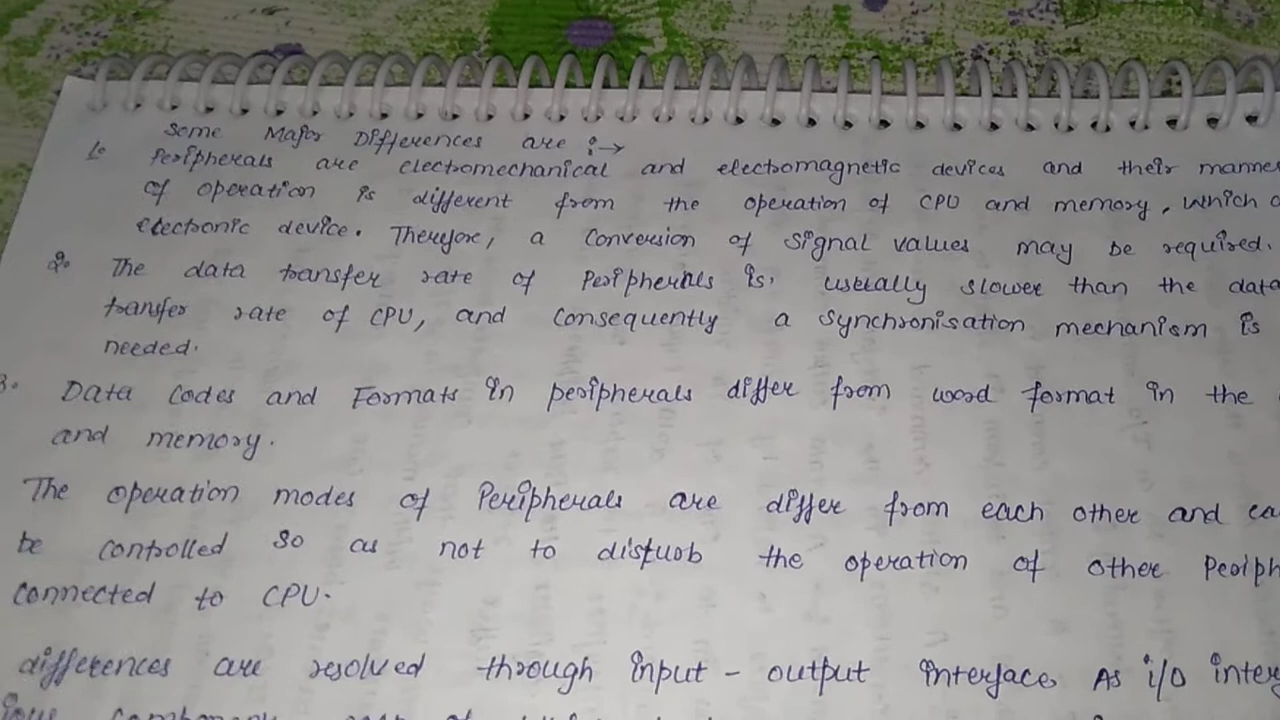 Some Major Differences are :→
1. Peripherals are electromechanical and electromagnetic devices and their manner
of operation is different from the operation of CPU and memory, which
electronic device. Therefore, a Conversion of signal values may be required.
2. The data transfer rate of Peripherals is, usually slower than the data
transfer rate of CPU, and consequently a synchronisation mechanism is
needed.
3. Data Codes and Formats in peripherals differ from word format in the
and memory.
The operation modes of Peripherals are differ from each other and
be controlled so as not to disturb the operation of other Periph
connected to CPU.
differences are resolved through input - output interface As i/o inter